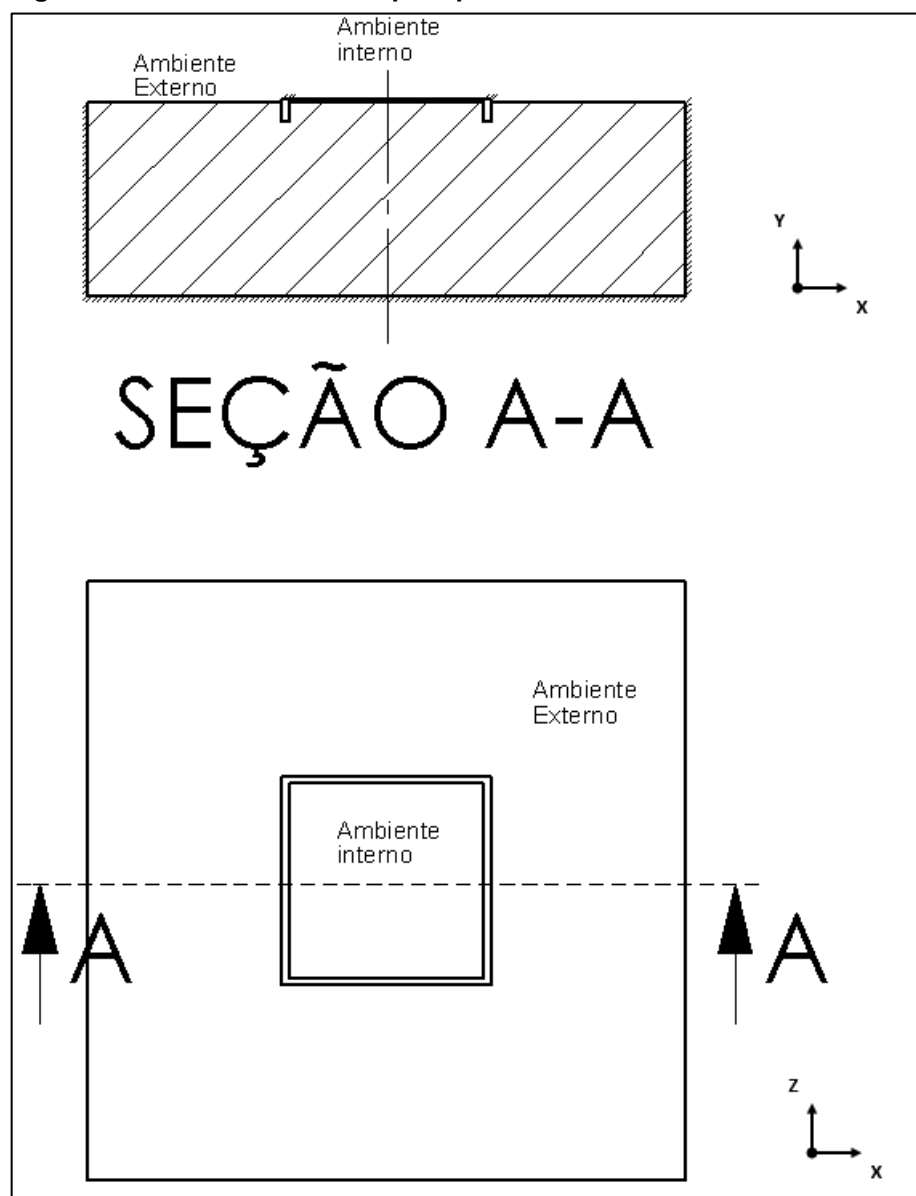 Ambiente
interno
Ambiente
Externo
Y
X
SEÇÃO A-A
Ambiente
Externo
Ambiente
interno
A
A
Z
X